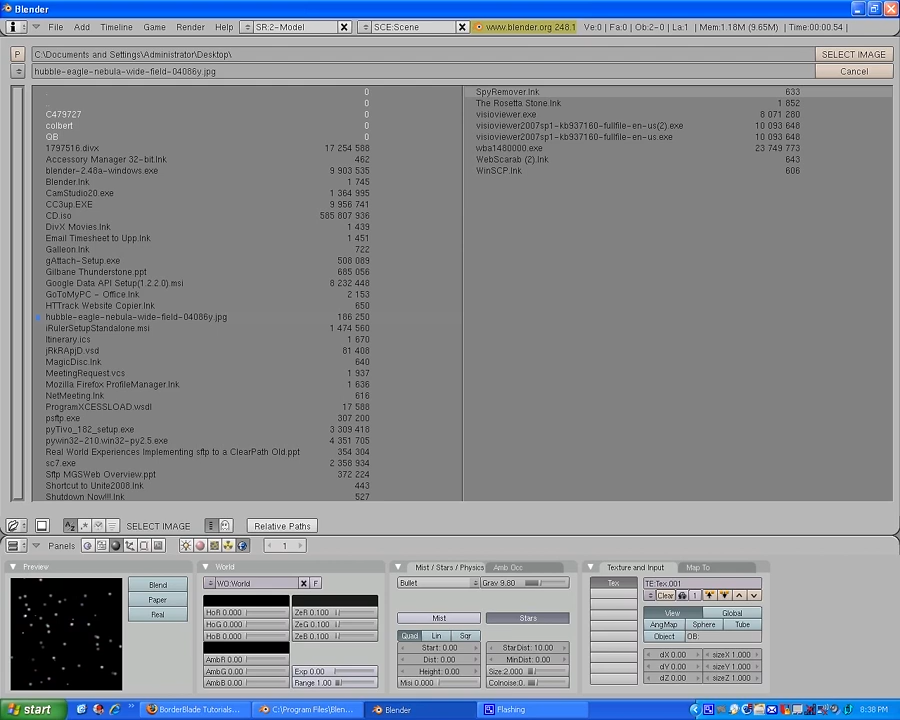 Blender
File Add Timeline Game Render Help SR:2-Model SCE:Scene www.blender.org 248.1 Ve:0 | Fa:0 | Ob:2-0 | La:1 | Mem:1.18M (9.65M) | Time:00:00.54 |
P C:\Documents and Settings\Administrator\Desktop\ SELECT IMAGE
hubble-eagle-nebula-wide-field-04086y.jpg Cancel
. 0
.. 0
C479727 0
colbert 0
QB 0
1797516.divx 17 254 588
Accessory Manager 32-bit.lnk 462
blender-2.48a-windows.exe 9 903 535
Blender.lnk 1 745
CamStudio20.exe 1 364 995
CC3up.EXE 9 956 741
CD.iso 585 807 936
DivX Movies.lnk 1 439
Email Timesheet to Upp.lnk 1 451
Galleon.lnk 722
gAttach-Setup.exe 508 089
Gilbane Thunderstone.ppt 685 056
Google Data API Setup(1.2.2.0).msi 8 232 448
GoToMyPC - Office.lnk 2 153
HTTrack Website Copier.lnk 650
hubble-eagle-nebula-wide-field-04086y.jpg 186 250
iRulerSetupStandalone.msi 1 474 560
Itinerary.ics 1 670
jRkRApjD.vsd 81 408
MagicDisc.lnk 640
MeetingRequest.vcs 1 937
Mozilla Firefox ProfileManager.lnk 1 636
NetMeeting.lnk 616
ProgramXCESSLOAD.wsdl 17 588
psftp.exe 307 200
pyTivo_182_setup.exe 3 309 418
pywin32-210.win32-py2.5.exe 4 351 705
Real World Experiences Implementing sftp to a ClearPath Old.ppt 354 304
sc7.exe 2 358 934
Sftp MGSWeb Overview.ppt 372 224
Shortcut to Unite2008.lnk 443
Shutdown Now!!!.lnk 527
SpyRemover.lnk 633
The Rosetta Stone.lnk 1 852
visioviewer.exe 8 071 280
visioviewer2007sp1-kb937160-fullfile-en-us(2).exe 10 093 648
visioviewer2007sp1-kb937160-fullfile-en-us.exe 10 093 648
wba1480000.exe 23 749 773
WebScarab (2).lnk 643
WinSCP.lnk 606
SELECT IMAGE Relative Paths
Panels 1
Preview
Blend
Paper
Real
World
WO:World F
HoR 0.000 ZeR 0.100
HoG 0.000 ZeG 0.100
HoB 0.000 ZeB 0.100
AmbR 0.00
AmbG 0.00 Exp 0.00
AmbB 0.00 Range 1.00
Mist / Stars / Physics Amb Occ
Bullet Grav 9.80
Mist Stars
Quad Lin Sqr
Start: 0.00 StarDist: 10.00
Dist: 0.00 MinDist: 0.00
Height: 0.00 Size:2.000
Misi 0.000 Colnoise:0.
Texture and Input Map To
Tex TE:Tex.001
Clear 1
View Global
AngMap Sphere Tube
Object OB:
dX 0.00 sizeX 1.000
dY 0.00 sizeY 1.000
dZ 0.00 sizeZ 1.000
start BorderBlade Tutorials... C:\Program Files\Blen... Blender Flashing 8:38 PM